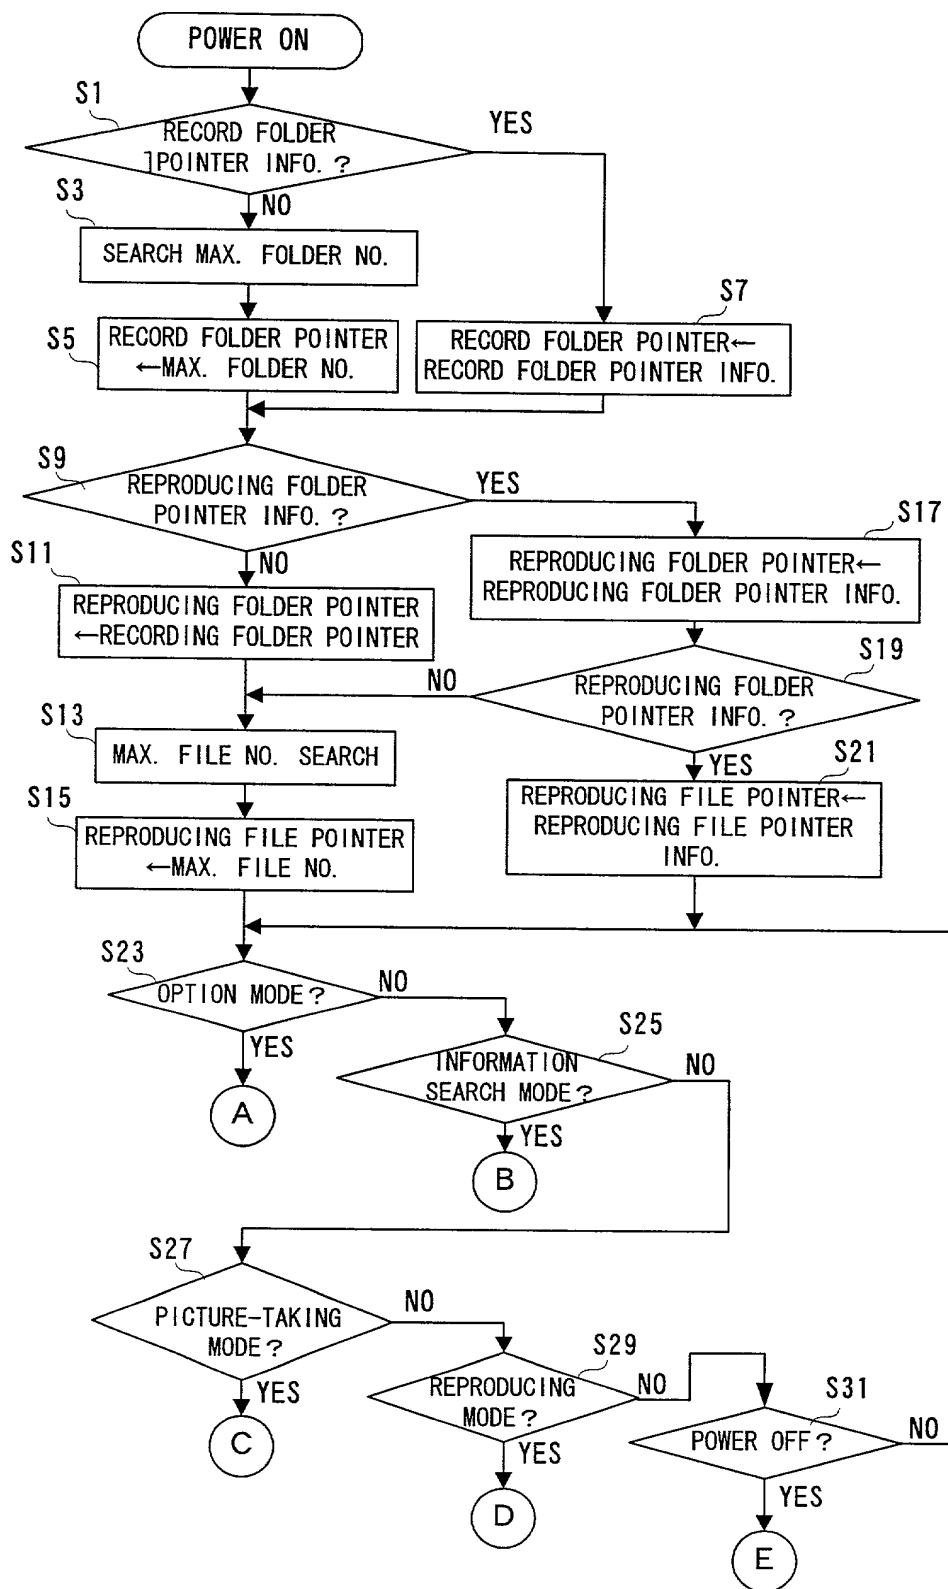 POWER ON
S1
RECORD FOLDER
]POINTER INFO.?
YES
NO
S3
SEARCH MAX. FOLDER NO.
S5
RECORD FOLDER POINTER
←MAX. FOLDER NO.
S7
RECORD FOLDER POINTER←
RECORD FOLDER POINTER INFO.
S9
REPRODUCING FOLDER
POINTER INFO.?
YES
NO
S11
REPRODUCING FOLDER POINTER
←RECORDING FOLDER POINTER
S17
REPRODUCING FOLDER POINTER←
REPRODUCING FOLDER POINTER INFO.
S19
REPRODUCING FOLDER
POINTER INFO.?
NO
YES
S13
MAX. FILE NO. SEARCH
S15
REPRODUCING FILE POINTER
←MAX. FILE NO.
S21
REPRODUCING FILE POINTER←
REPRODUCING FILE POINTER
INFO.
S23
OPTION MODE?
NO
YES
A
S25
INFORMATION
SEARCH MODE?
NO
YES
B
S27
PICTURE-TAKING
MODE?
NO
YES
C
S29
REPRODUCING
MODE?
NO
YES
D
S31
POWER OFF?
NO
YES
E